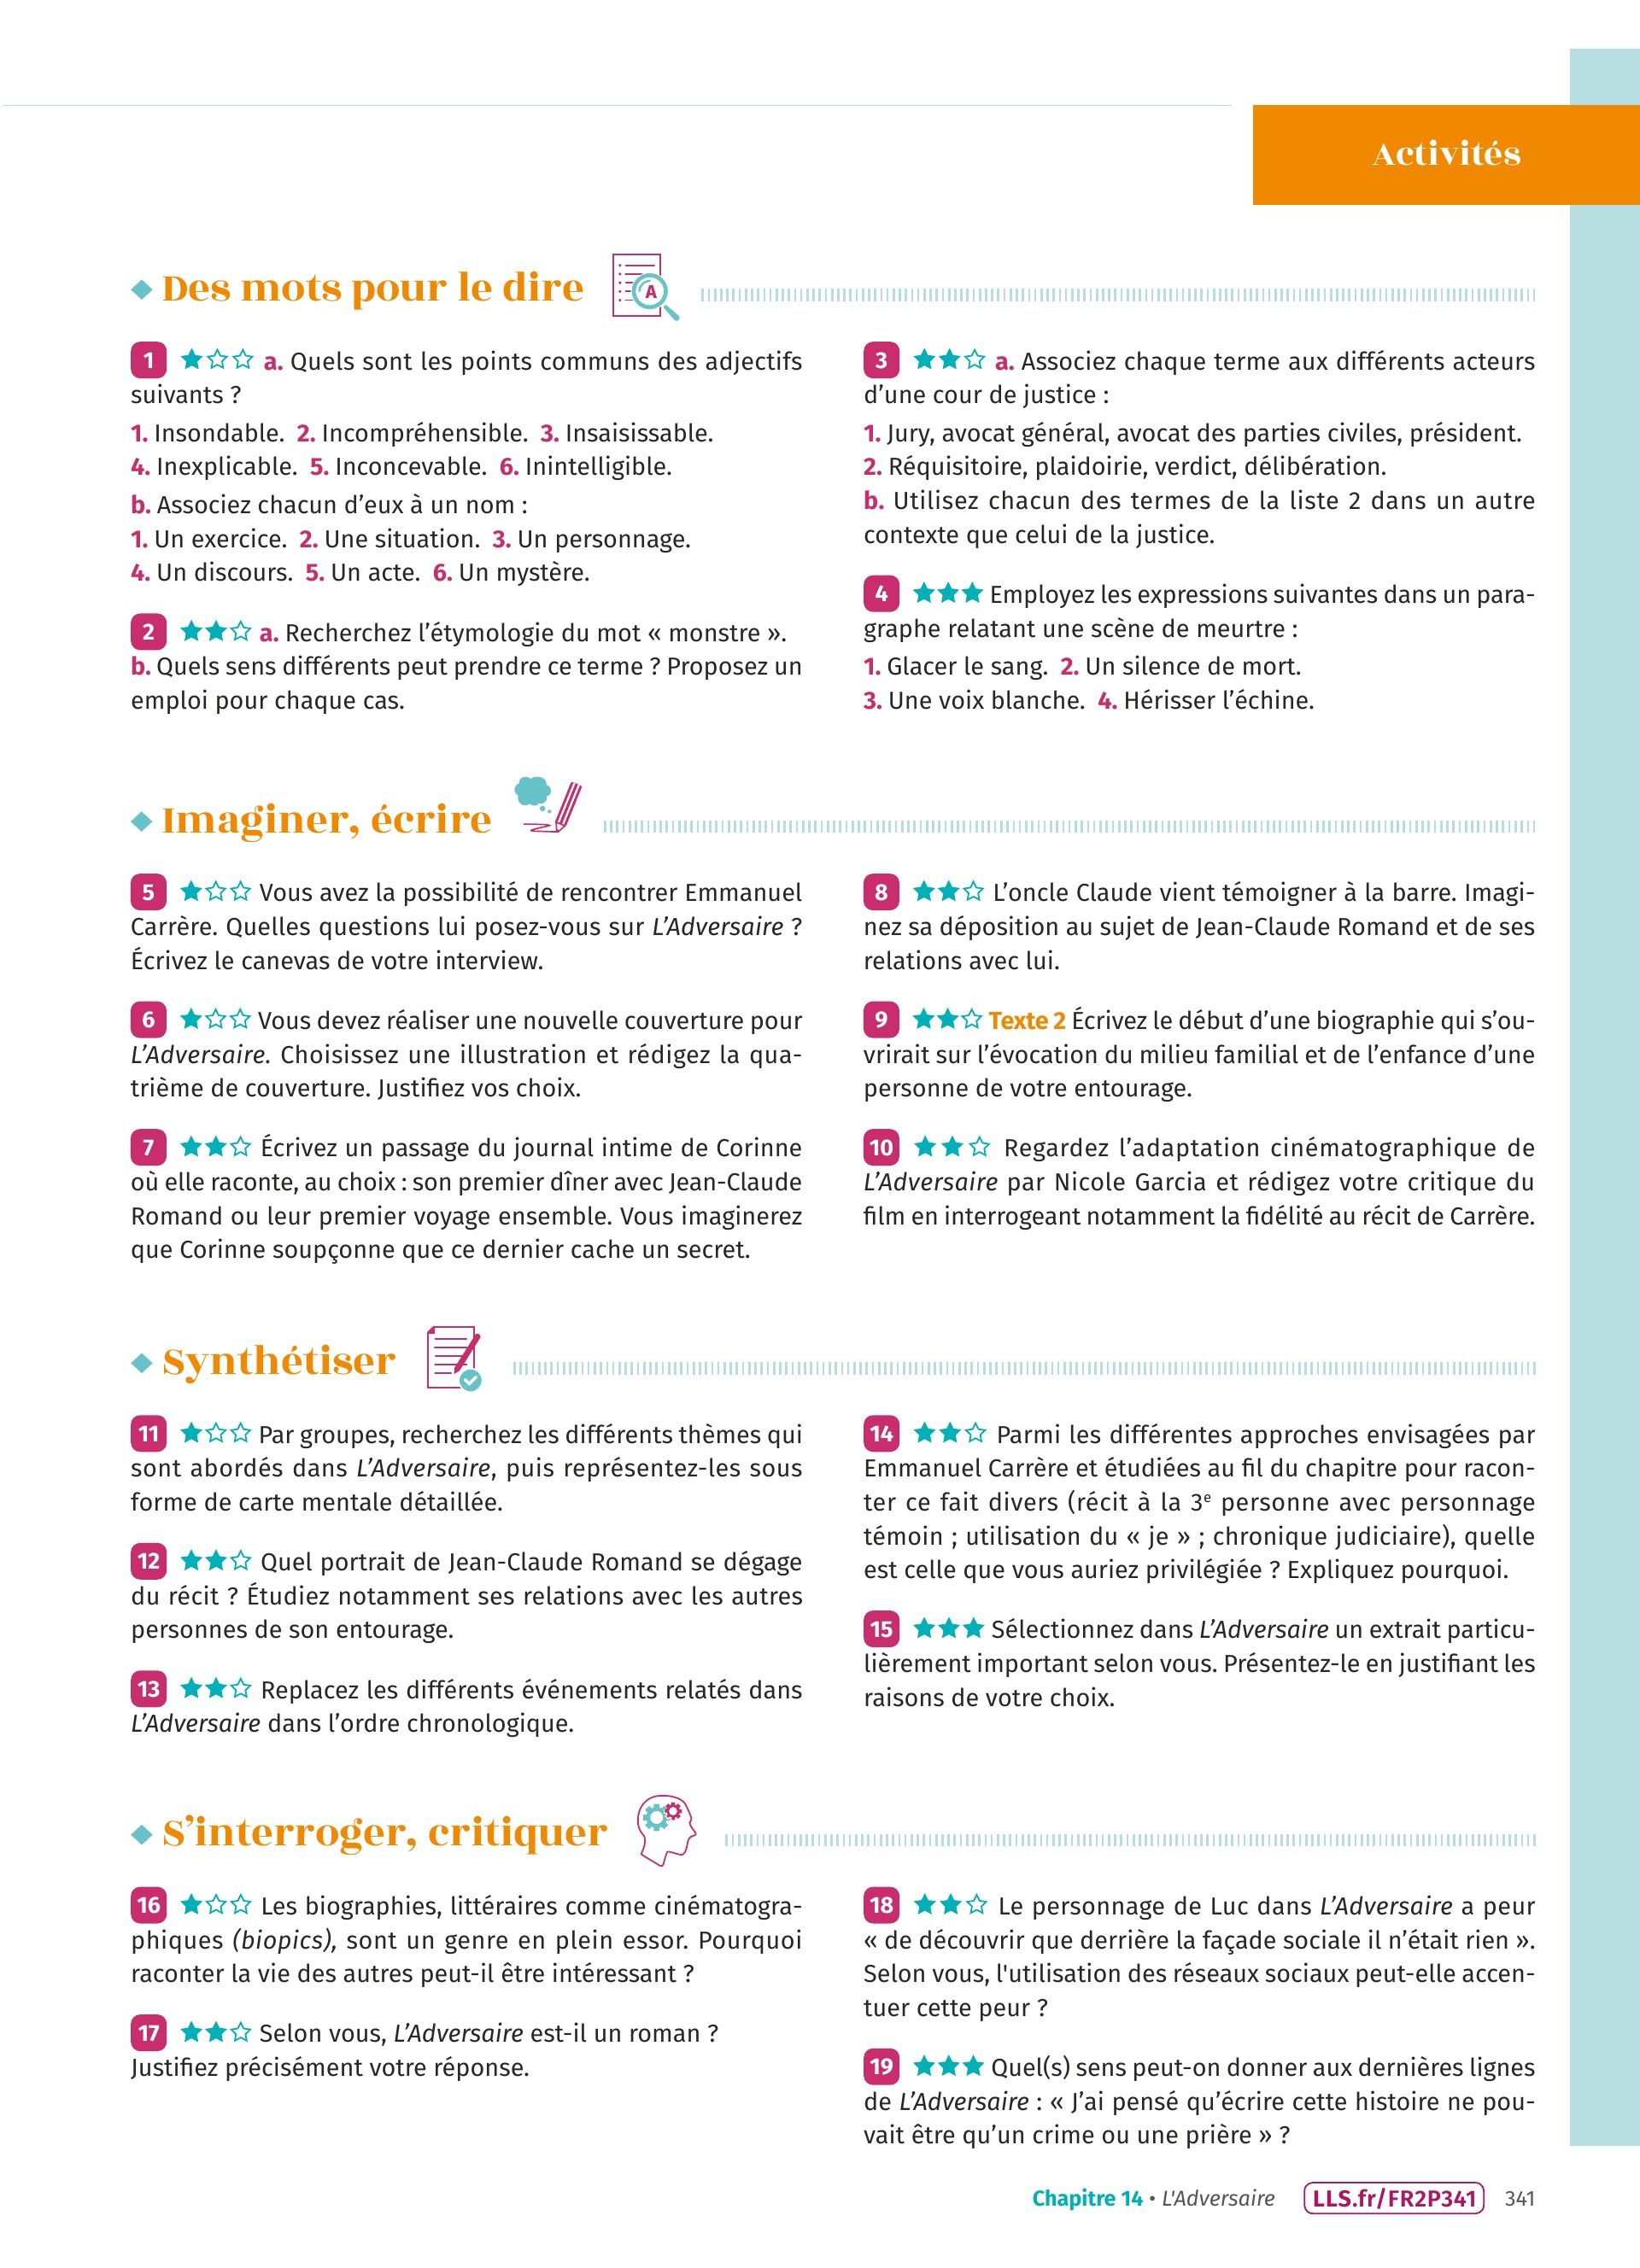 Activités
Des mots pour le dire
A
1 a. Quels sont les points communs des adjectifs
suivants ?
1. Insondable. 2. Incompréhensible. 3. Insaisissable.
4. Inexplicable. 5. Inconcevable. 6. Inintelligible.
b. Associez chacun d’eux à un nom :
1. Un exercice. 2. Une situation. 3. Un personnage.
4. Un discours. 5. Un acte. 6. Un mystère.
2 a. Recherchez l’étymologie du mot « monstre ».
b. Quels sens différents peut prendre ce terme ? Proposez un
emploi pour chaque cas.
3 a. Associez chaque terme aux différents acteurs
d’une cour de justice :
1. Jury, avocat général, avocat des parties civiles, président.
2. Réquisitoire, plaidoirie, verdict, délibération.
b. Utilisez chacun des termes de la liste 2 dans un autre
contexte que celui de la justice.
4 Employez les expressions suivantes dans un para-
graphe relatant une scène de meurtre :
1. Glacer le sang. 2. Un silence de mort.
3. Une voix blanche. 4. Hérisser l’échine.
Imaginer, écrire
5 Vous avez la possibilité de rencontrer Emmanuel
Carrère. Quelles questions lui posez-vous sur L’Adversaire ?
Écrivez le canevas de votre interview.
6 Vous devez réaliser une nouvelle couverture pour
L’Adversaire. Choisissez une illustration et rédigez la qua-
trième de couverture. Justifiez vos choix.
7 Écrivez un passage du journal intime de Corinne
où elle raconte, au choix : son premier dîner avec Jean-Claude
Romand ou leur premier voyage ensemble. Vous imaginerez
que Corinne soupçonne que ce dernier cache un secret.
8 L’oncle Claude vient témoigner à la barre. Imagi-
nez sa déposition au sujet de Jean-Claude Romand et de ses
relations avec lui.
9 Texte 2 Écrivez le début d’une biographie qui s’ou-
vrirait sur l’évocation du milieu familial et de l’enfance d’une
personne de votre entourage.
10 Regardez l’adaptation cinématographique de
L’Adversaire par Nicole Garcia et rédigez votre critique du
film en interrogeant notamment la fidélité au récit de Carrère.
Synthétiser
11 Par groupes, recherchez les différents thèmes qui
sont abordés dans L’Adversaire, puis représentez-les sous
forme de carte mentale détaillée.
12 Quel portrait de Jean-Claude Romand se dégage
du récit ? Étudiez notamment ses relations avec les autres
personnes de son entourage.
13 Replacez les différents événements relatés dans
L’Adversaire dans l’ordre chronologique.
14 Parmi les différentes approches envisagées par
Emmanuel Carrère et étudiées au fil du chapitre pour racon-
ter ce fait divers (récit à la 3e personne avec personnage
témoin ; utilisation du « je » ; chronique judiciaire), quelle
est celle que vous auriez privilégiée ? Expliquez pourquoi.
15 Sélectionnez dans L’Adversaire un extrait particu-
lièrement important selon vous. Présentez-le en justifiant les
raisons de votre choix.
S’interroger, critiquer
16 Les biographies, littéraires comme cinématogra-
phiques (biopics), sont un genre en plein essor. Pourquoi
raconter la vie des autres peut-il être intéressant ?
17 Selon vous, L’Adversaire est-il un roman ?
Justifiez précisément votre réponse.
18 Le personnage de Luc dans L’Adversaire a peur
« de découvrir que derrière la façade sociale il n’était rien ».
Selon vous, l'utilisation des réseaux sociaux peut-elle accen-
tuer cette peur ?
19 Quel(s) sens peut-on donner aux dernières lignes
de L’Adversaire : « J’ai pensé qu’écrire cette histoire ne pou-
vait être qu’un crime ou une prière » ?
Chapitre 14 • L'Adversaire LLS.fr/FR2P341 341